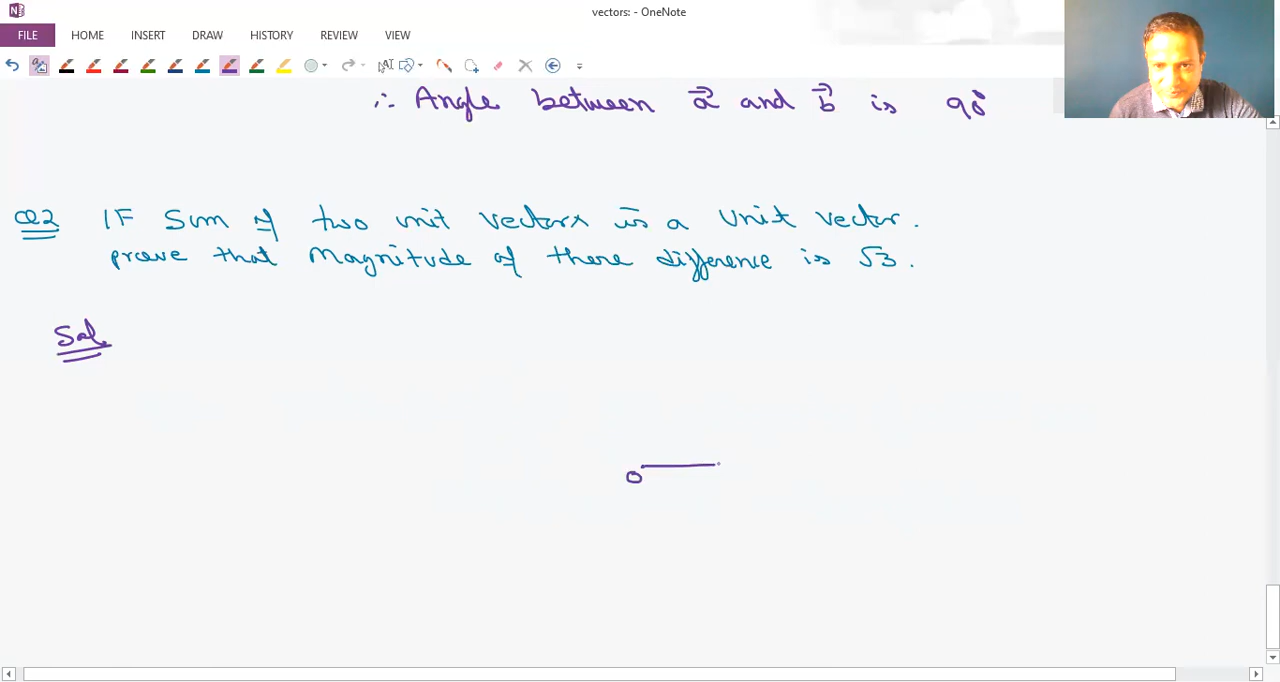 vectors: - OneNote
FILE HOME INSERT DRAW HISTORY REVIEW VIEW
∴ Angle between a⃗ and b⃗ is 90°
Q2 IF Sum of two unit vectors is a Unit vector.
prove that Magnitude of there difference is √3.
Sol.
O